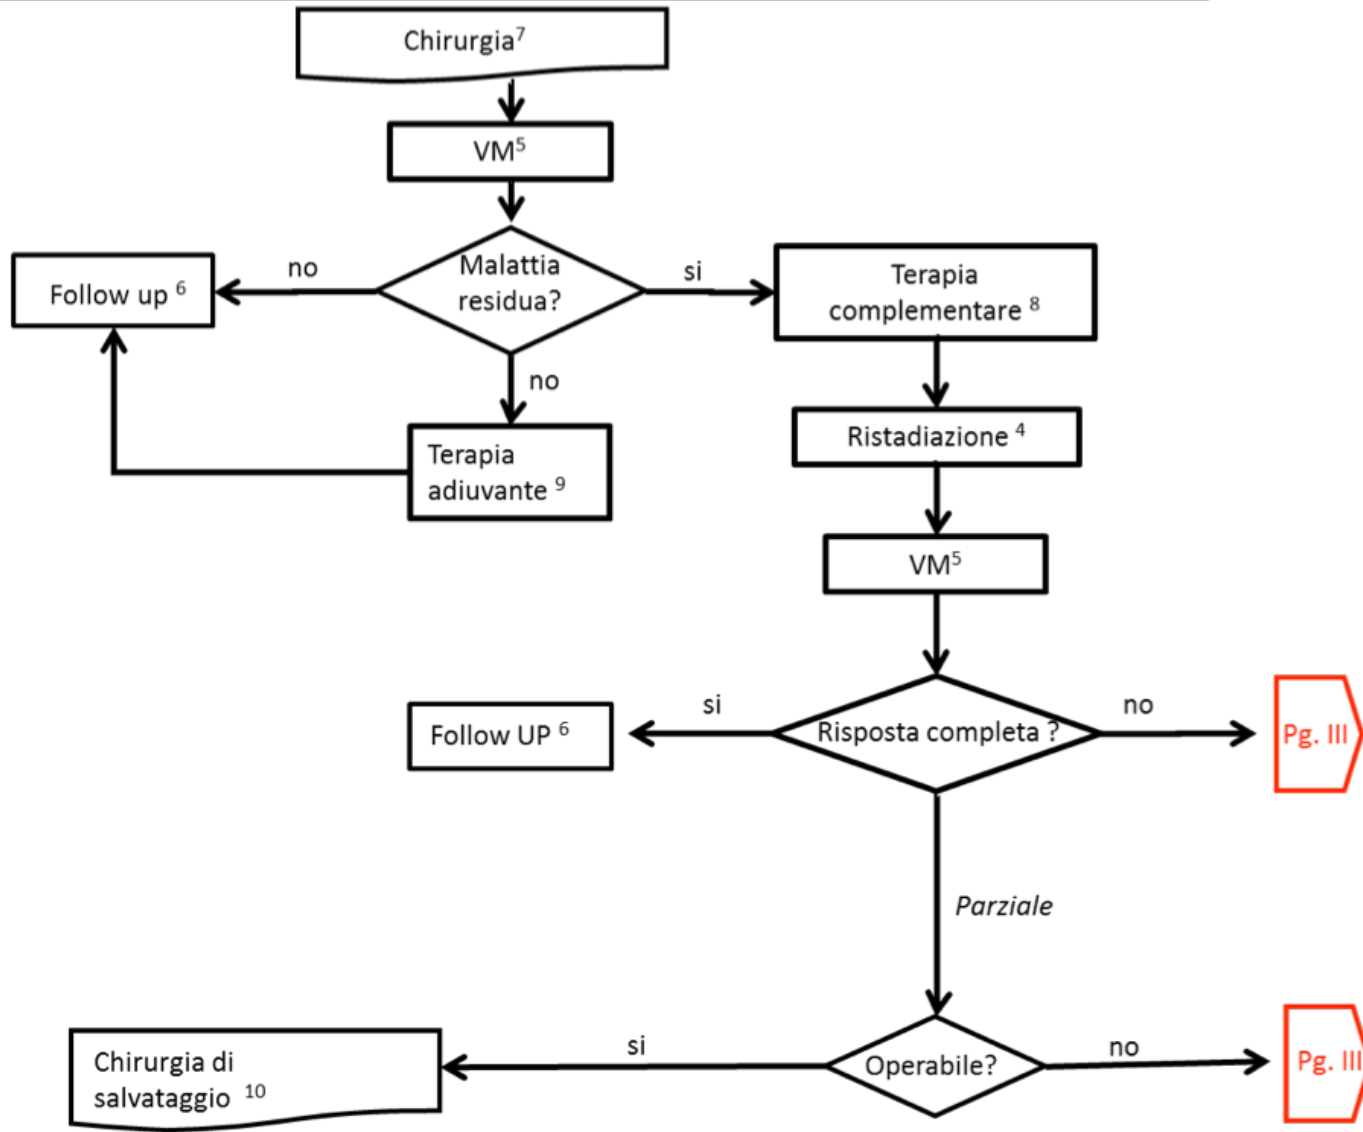 Chirurgia7
VM5
no
Malattia
residua?
si
Follow up 6
Terapia
complementare 8
no
Terapia
adiuvante 9
Ristadiazione 4
VM5
si
Risposta completa ?
no
Follow UP 6
Pg. III
Parziale
si
Operabile?
no
Chirurgia di
salvataggio 10
Pg. III